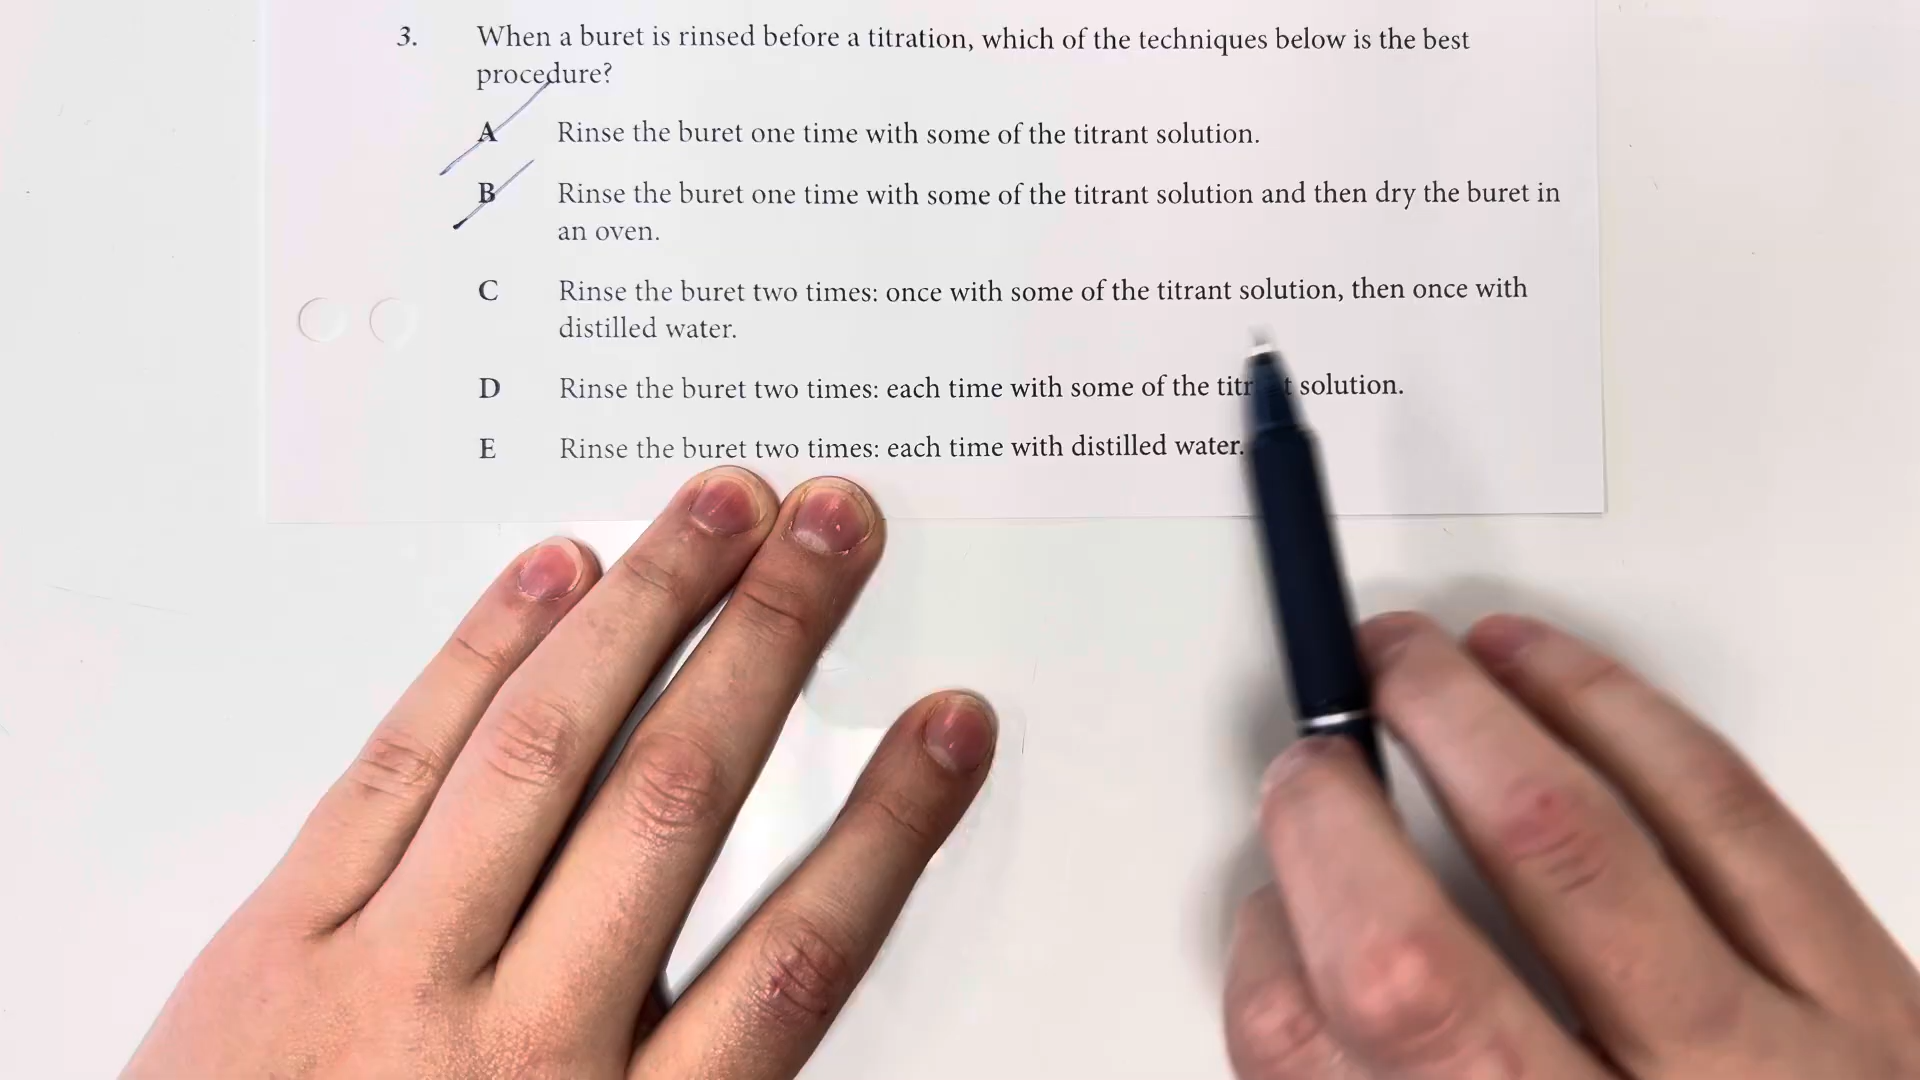 3. When a buret is rinsed before a titration, which of the techniques below is the best
procedure?
A Rinse the buret one time with some of the titrant solution.
B Rinse the buret one time with some of the titrant solution and then dry the buret in
an oven.
C Rinse the buret two times: once with some of the titrant solution, then once with
distilled water.
D Rinse the buret two times: each time with some of the solution.
E Rinse the buret two times: each time with distilled water.